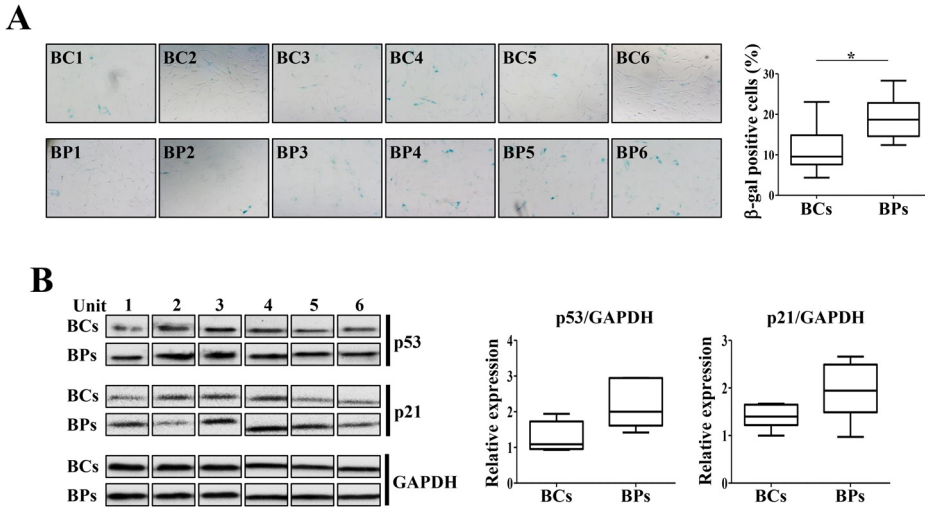 A
BC1 BC2 BC3 BC4 BC5 BC6
BP1 BP2 BP3 BP4 BP5 BP6
β-gal positive cells (%)
30
20
10
0
*
BCs BPs
B
Unit 1 2 3 4 5 6
BCs
BPs
p53
BCs
BPs
p21
BCs
BPs
GAPDH
p53/GAPDH
Relative expression
4
3
2
1
0
BCs BPs
p21/GAPDH
Relative expression
3
2
1
0
BCs BPs